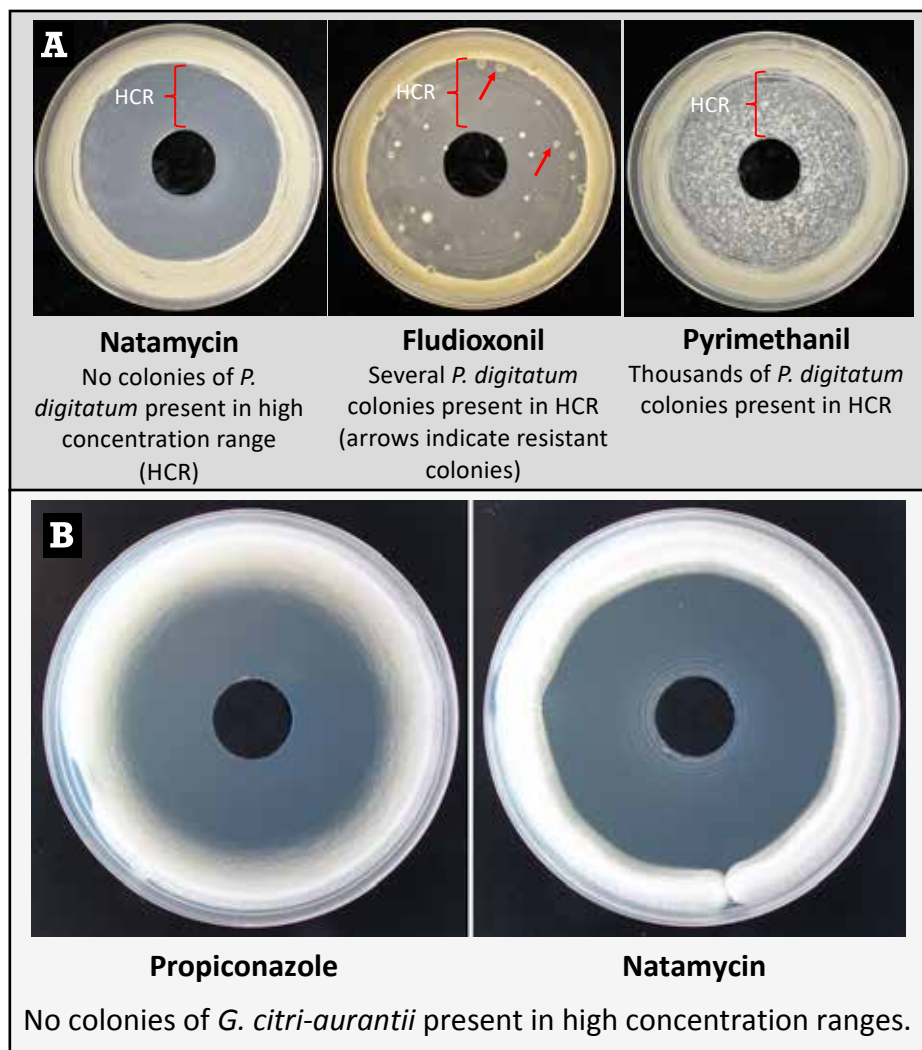 A
HCR
HCR
HCR
Natamycin
No colonies of P.
digitatum present in high
concentration range
(HCR)
Fludioxonil
Several P. digitatum
colonies present in HCR
(arrows indicate resistant
colonies)
Pyrimethanil
Thousands of P. digitatum
colonies present in HCR
B
Propiconazole
Natamycin
No colonies of G. citri-aurantii present in high concentration ranges.